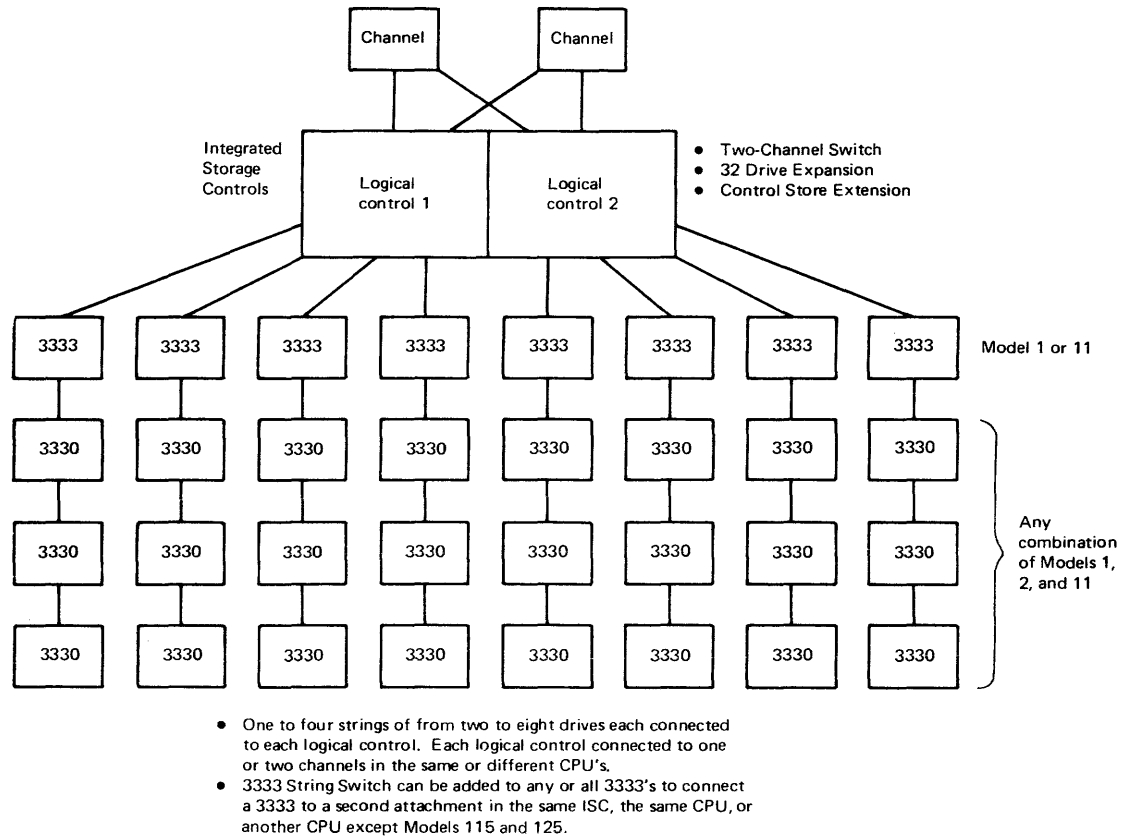 Channel
Channel
Integrated
Storage
Controls
Logical
control 1
Logical
control 2
• Two-Channel Switch
• 32 Drive Expansion
• Control Store Extension
3333 3333 3333 3333 3333 3333 3333 3333
Model 1 or 11
3330 3330 3330 3330 3330 3330 3330 3330
3330 3330 3330 3330 3330 3330 3330 3330
3330 3330 3330 3330 3330 3330 3330 3330
Any
combination
of Models 1,
2, and 11
• One to four strings of from two to eight drives each connected
to each logical control. Each logical control connected to one
or two channels in the same or different CPU's.
• 3333 String Switch can be added to any or all 3333's to connect
a 3333 to a second attachment in the same ISC, the same CPU, or
another CPU except Models 115 and 125.